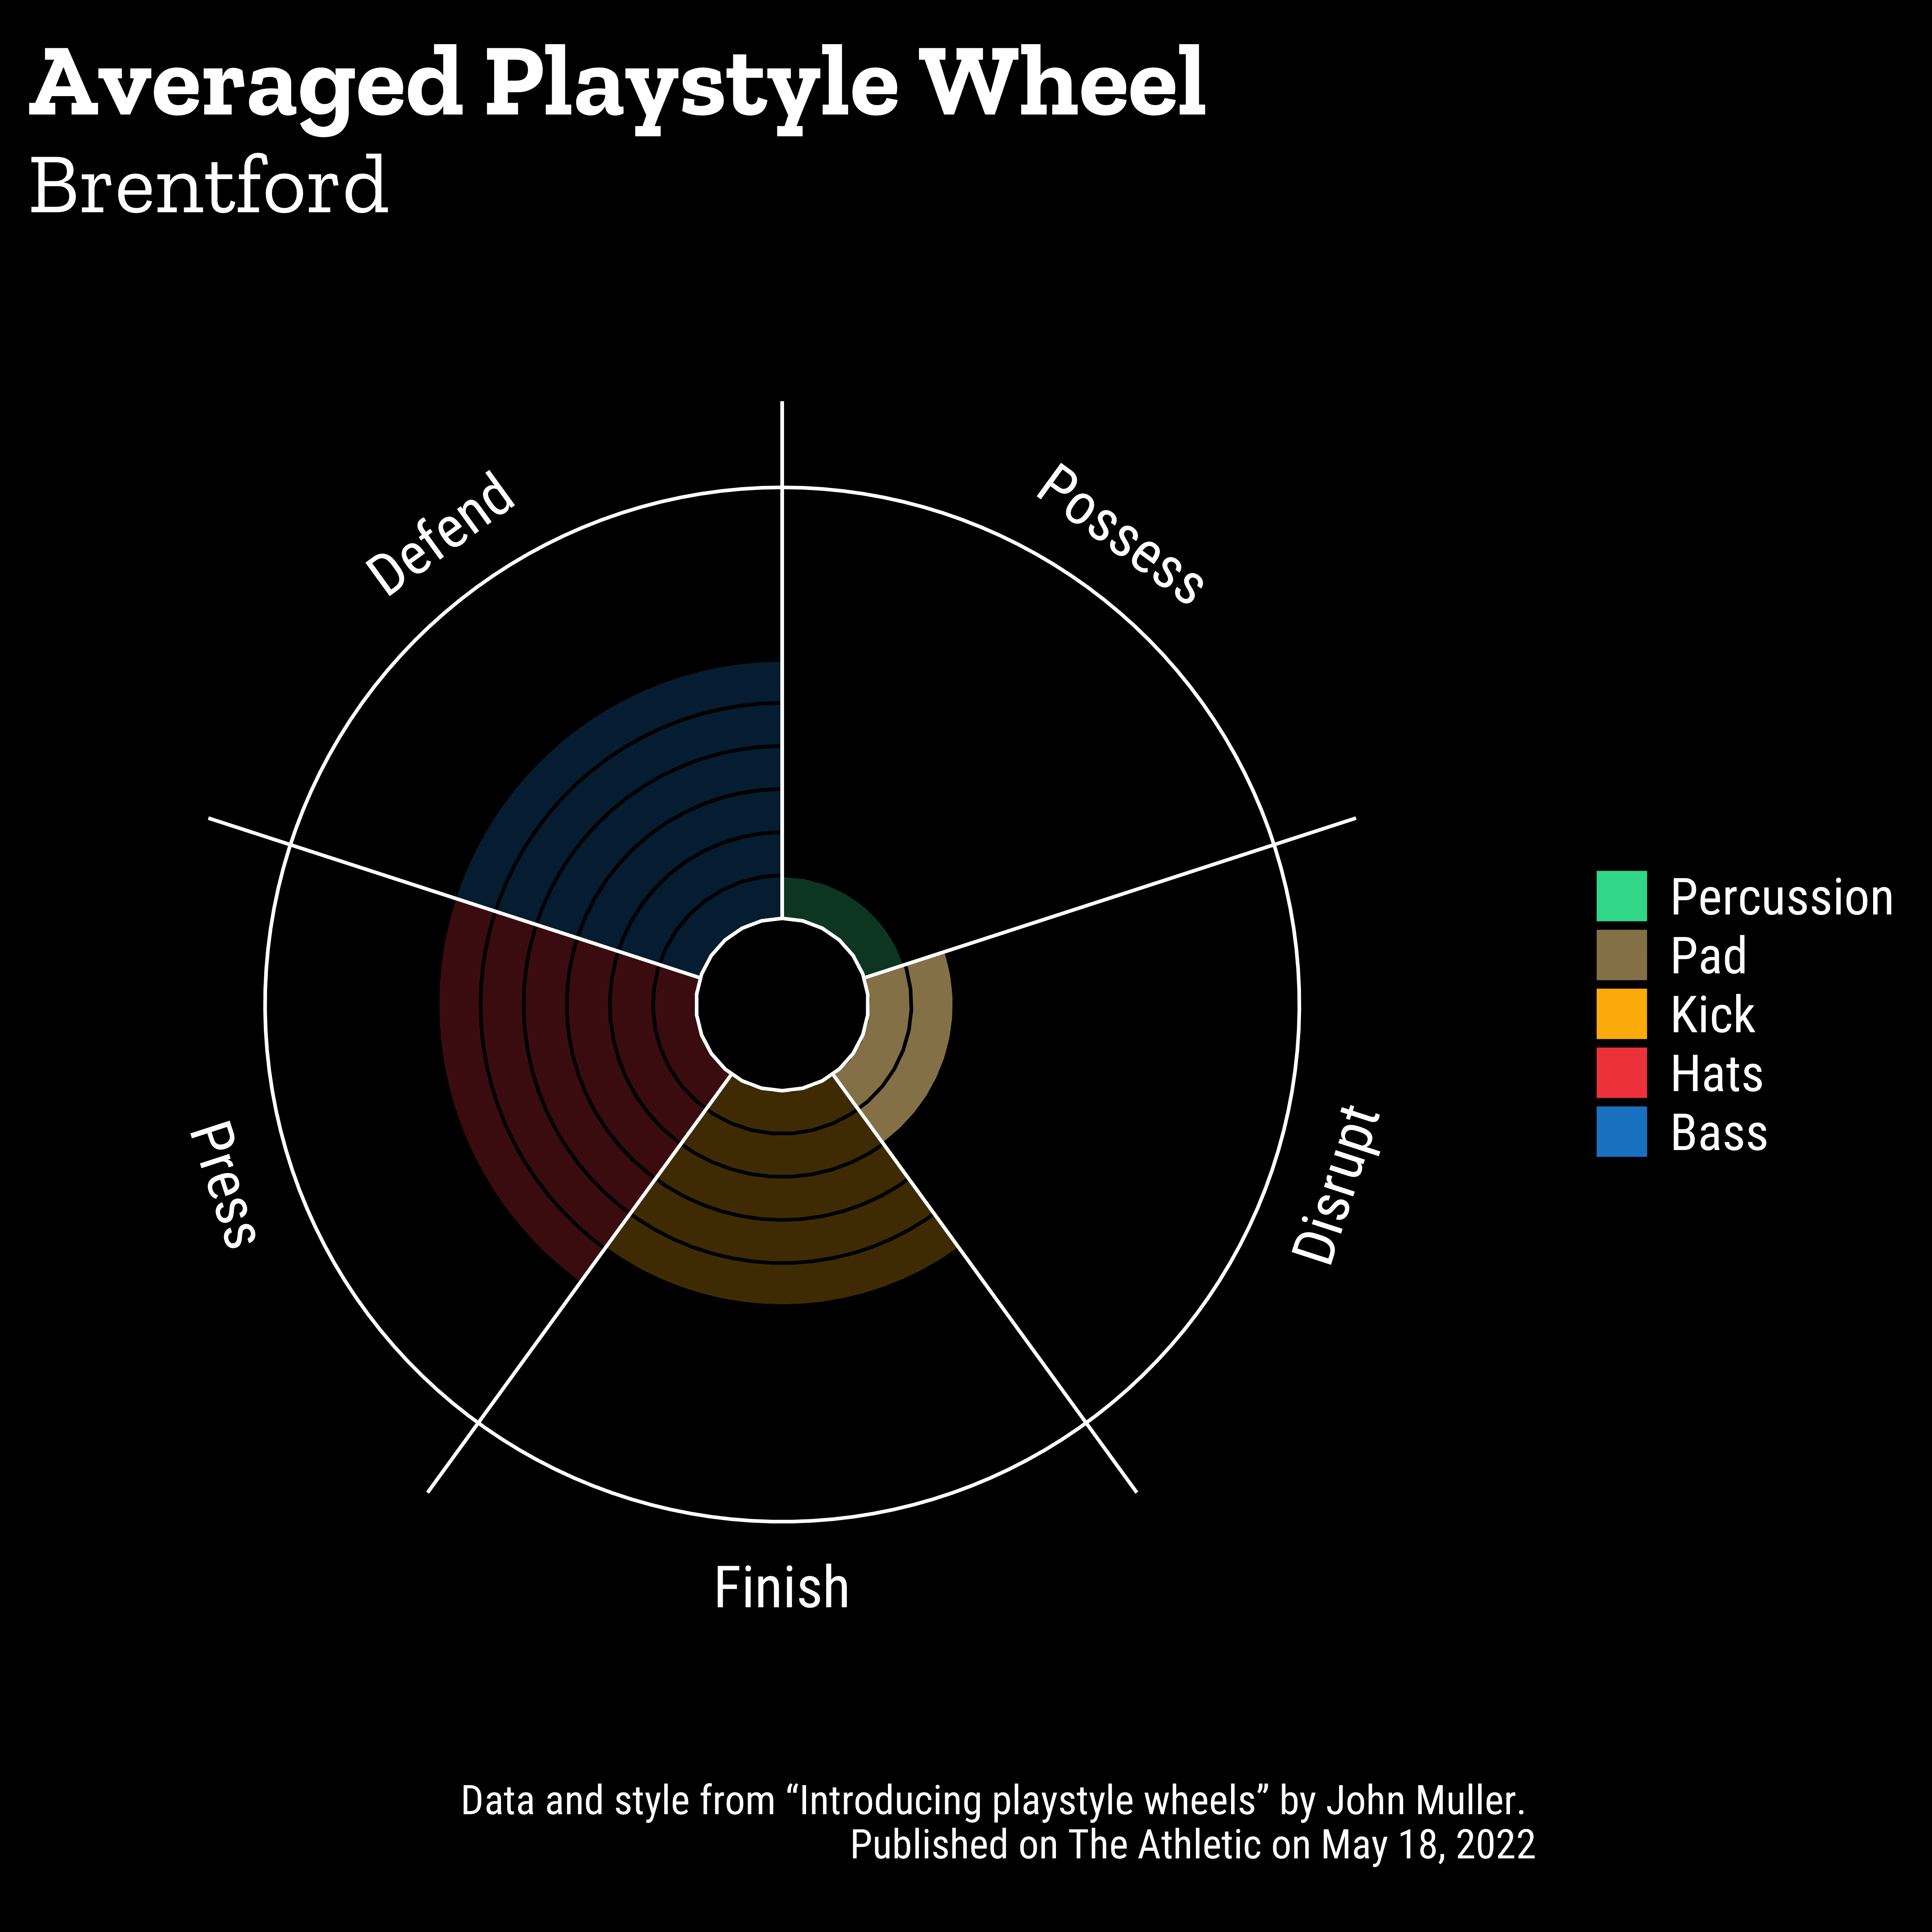 Averaged Playstyle Wheel
Brentford
Defend
Possess
Press
Disrupt
Finish
Percussion
Pad
Kick
Hats
Bass
Data and style from “Introducing playstyle wheels” by John Muller.
Published on The Athletic on May 18, 2022